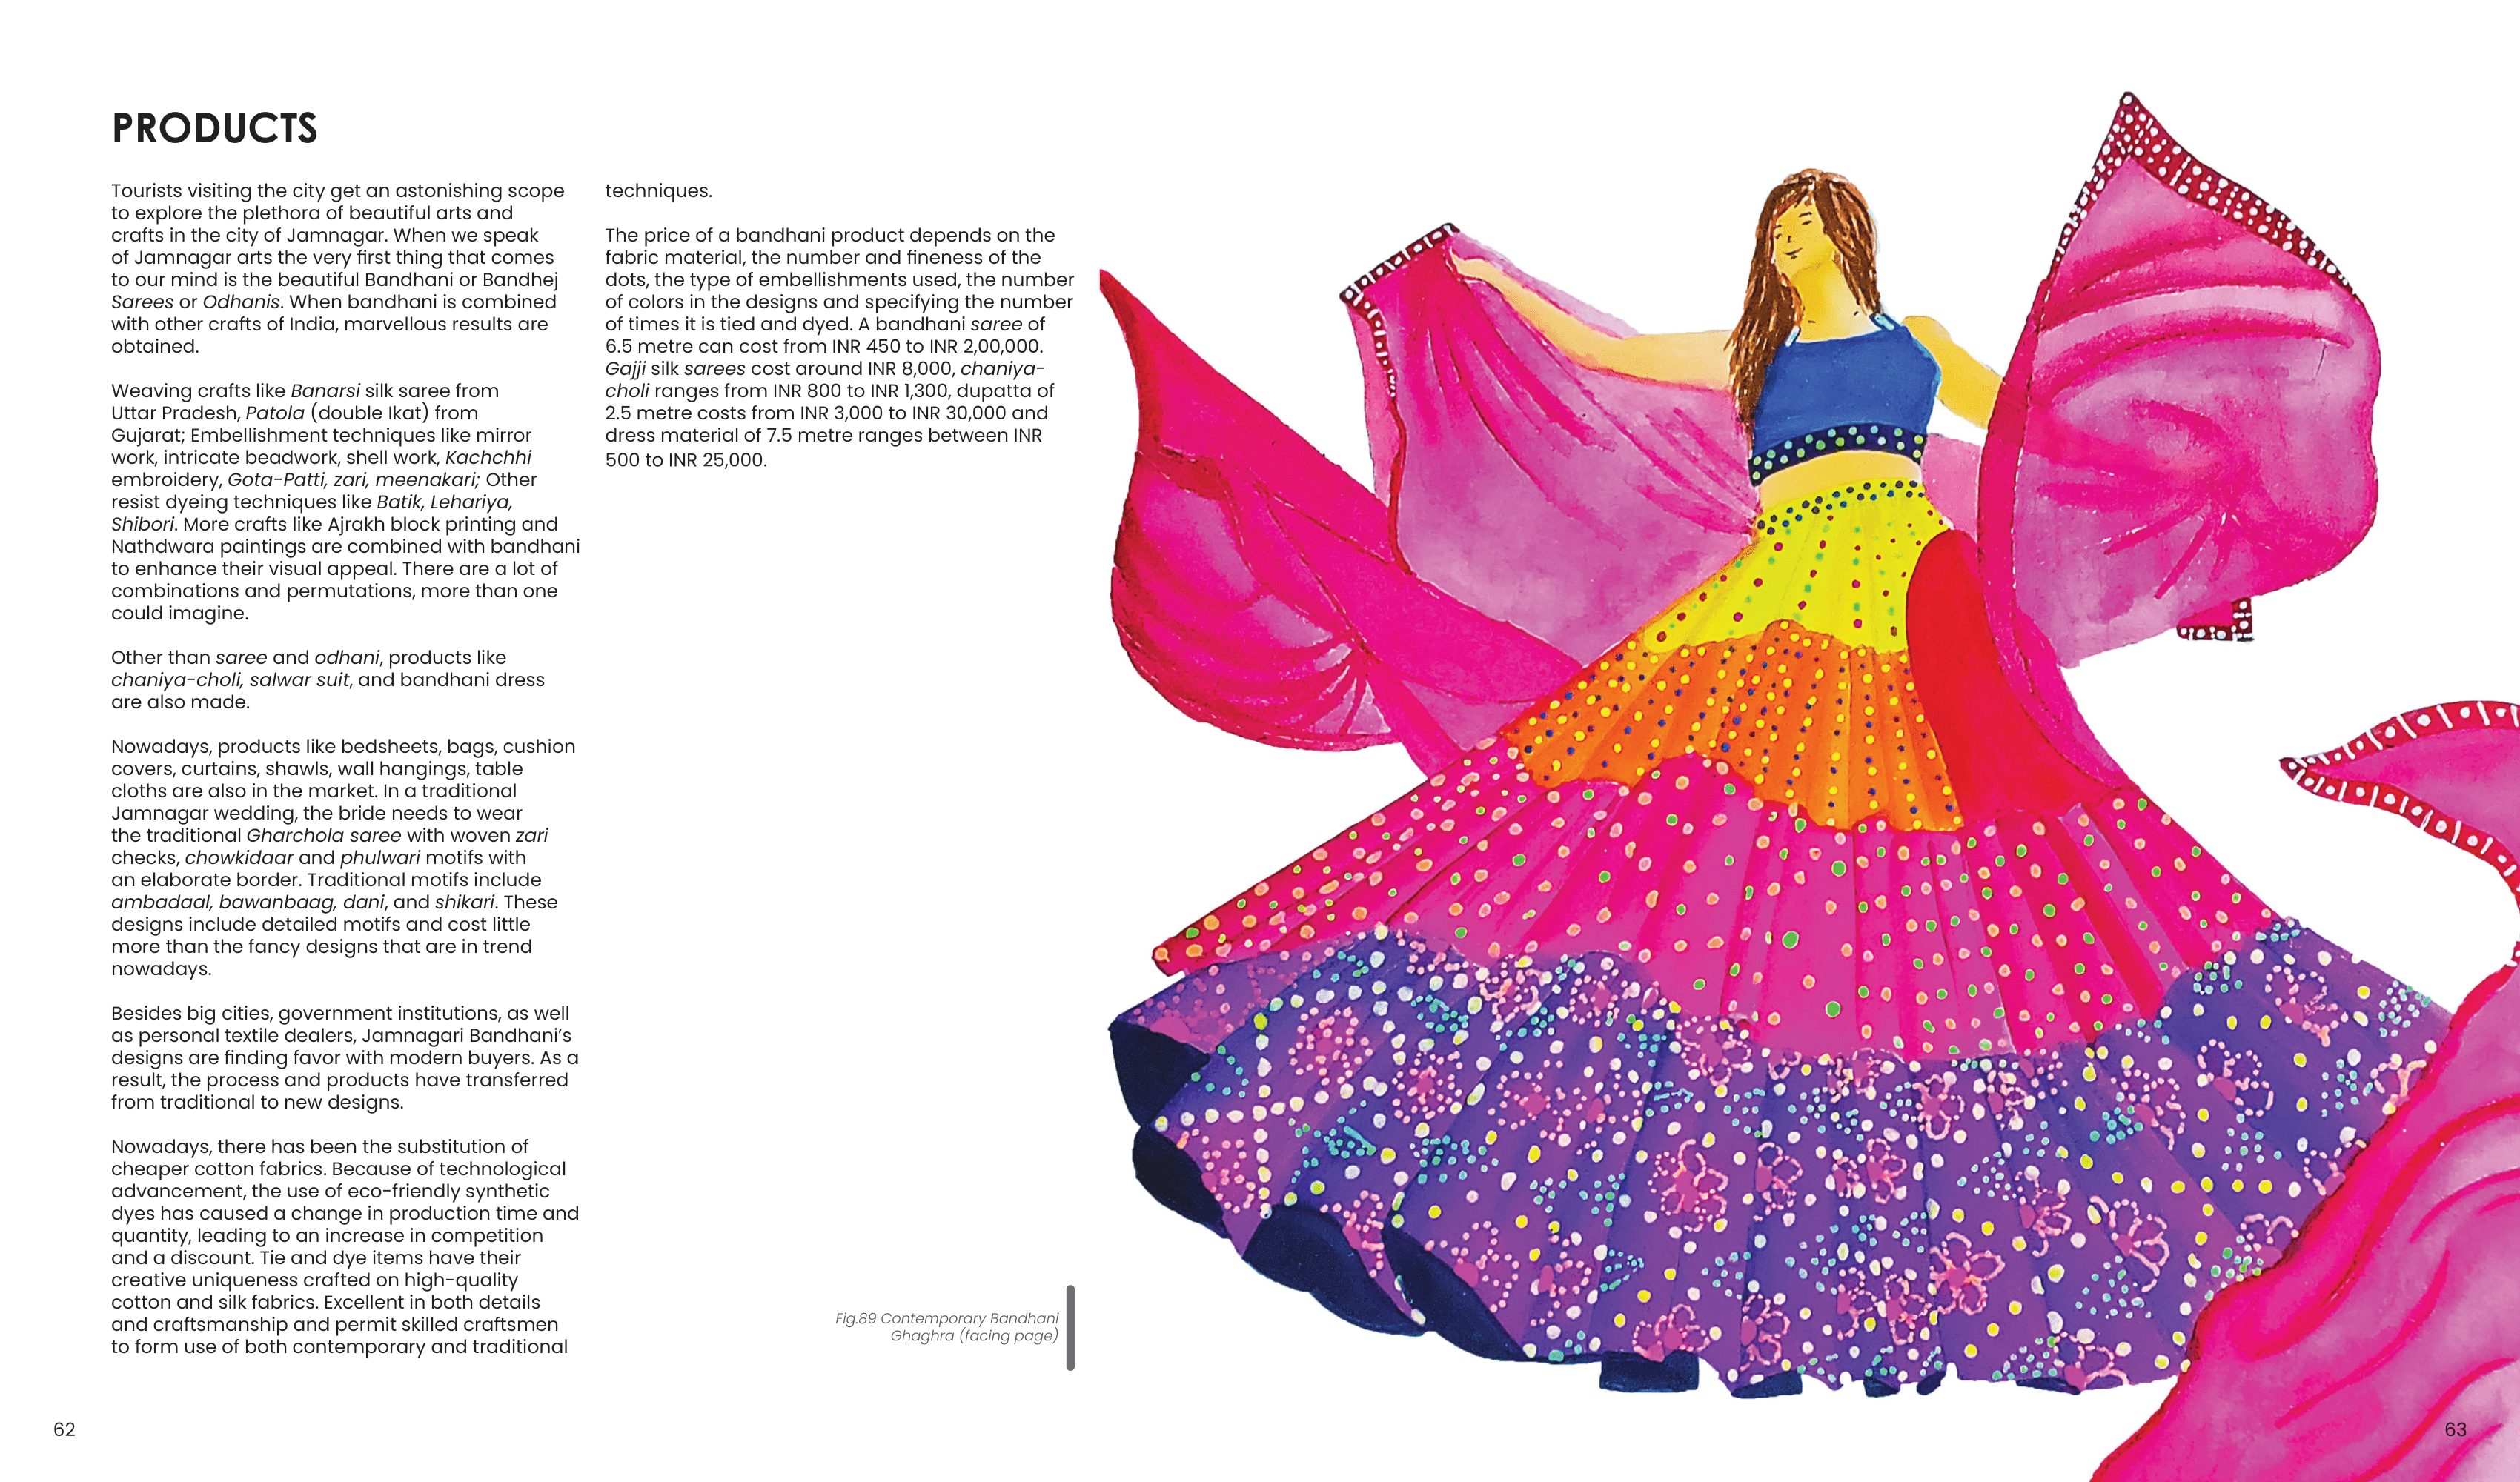 PRODUCTS
Tourists visiting the city get an astonishing scope
to explore the plethora of beautiful arts and
crafts in the city of Jamnagar. When we speak
of Jamnagar arts the very first thing that comes
to our mind is the beautiful Bandhani or Bandhej
Sarees or Odhanis. When bandhani is combined
with other crafts of India, marvellous results are
obtained.
Weaving crafts like Banarsi silk saree from
Uttar Pradesh, Patola (double Ikat) from
Gujarat; Embellishment techniques like mirror
work, intricate beadwork, shell work, Kachchhi
embroidery, Gota-Patti, zari, meenakari; Other
resist dyeing techniques like Batik, Lehariya,
Shibori. More crafts like Ajrakh block printing and
Nathdwara paintings are combined with bandhani
to enhance their visual appeal. There are a lot of
combinations and permutations, more than one
could imagine.
Other than saree and odhani, products like
chaniya-choli, salwar suit, and bandhani dress
are also made.
Nowadays, products like bedsheets, bags, cushion
covers, curtains, shawls, wall hangings, table
cloths are also in the market. In a traditional
Jamnagar wedding, the bride needs to wear
the traditional Gharchola saree with woven zari
checks, chowkidaar and phulwari motifs with
an elaborate border. Traditional motifs include
ambadaal, bawanbaag, dani, and shikari. These
designs include detailed motifs and cost little
more than the fancy designs that are in trend
nowadays.
Besides big cities, government institutions, as well
as personal textile dealers, Jamnagari Bandhani’s
designs are finding favor with modern buyers. As a
result, the process and products have transferred
from traditional to new designs.
Nowadays, there has been the substitution of
cheaper cotton fabrics. Because of technological
advancement, the use of eco-friendly synthetic
dyes has caused a change in production time and
quantity, leading to an increase in competition
and a discount. Tie and dye items have their
creative uniqueness crafted on high-quality
cotton and silk fabrics. Excellent in both details
and craftsmanship and permit skilled craftsmen
to form use of both contemporary and traditional
techniques.
The price of a bandhani product depends on the
fabric material, the number and fineness of the
dots, the type of embellishments used, the number
of colors in the designs and specifying the number
of times it is tied and dyed. A bandhani saree of
6.5 metre can cost from INR 450 to INR 2,00,000.
Gajji silk sarees cost around INR 8,000, chaniya-
choli ranges from INR 800 to INR 1,300, dupatta of
2.5 metre costs from INR 3,000 to INR 30,000 and
dress material of 7.5 metre ranges between INR
500 to INR 25,000.
Fig.89 Contemporary Bandhani
Ghaghra (facing page)
62
63